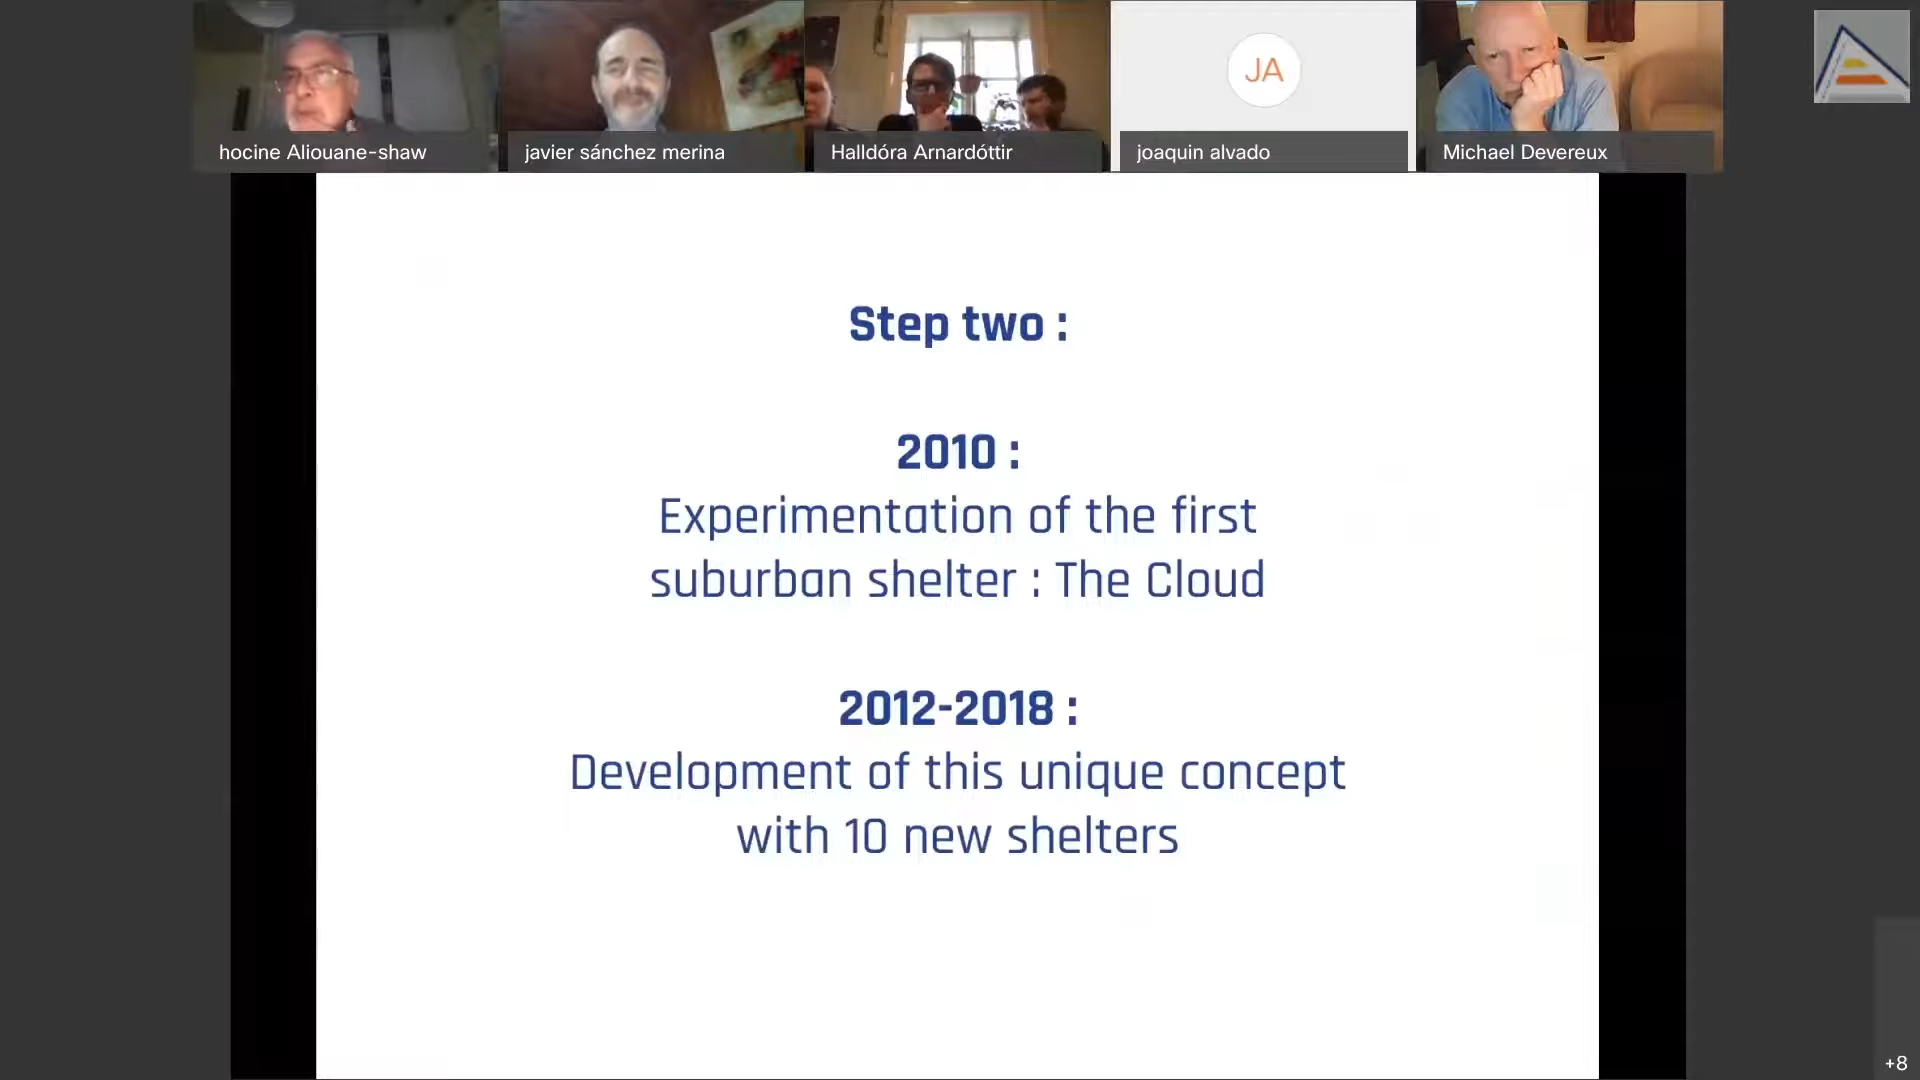 hocine Aliouane-shaw
javier sánchez merina
Halldóra Arnardóttir
JA
joaquin alvado
Michael Devereux
Step two :
2010 :
Experimentation of the first
suburban shelter : The Cloud
2012-2018 :
Development of this unique concept
with 10 new shelters
+8